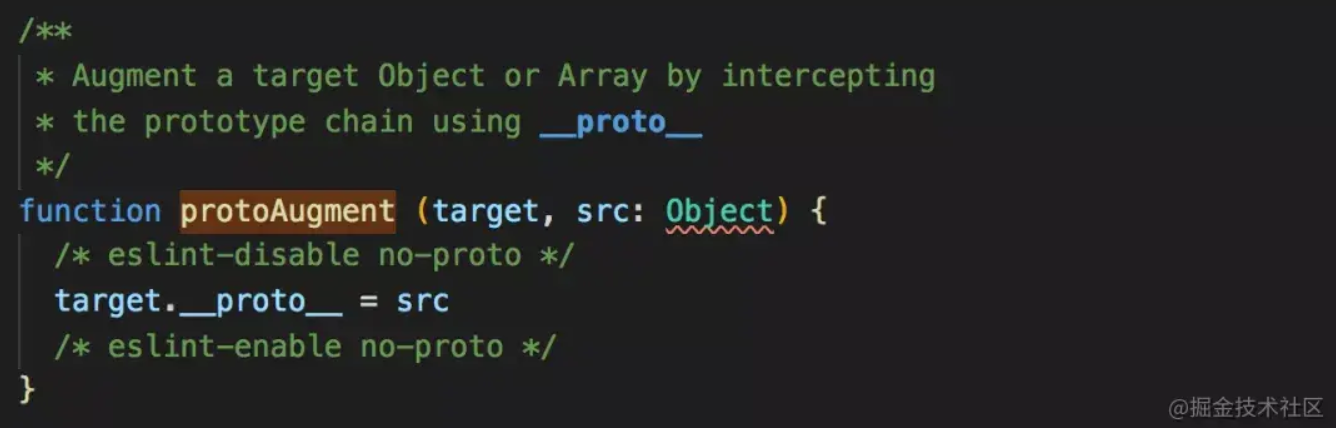 /**
* Augment a target Object or Array by intercepting
* the prototype chain using __proto__
*/
function protoAugment (target, src: Object) {
/* eslint-disable no-proto */
target.__proto__ = src
/* eslint-enable no-proto */
}
@掘金技术社区